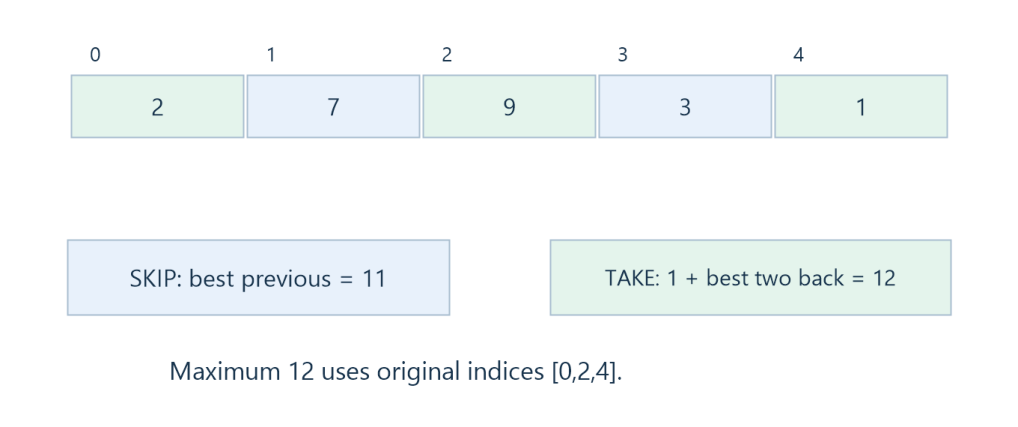 0 1 2 3 4
2 7 9 3 1
SKIP: best previous = 11
TAKE: 1 + best two back = 12
Maximum 12 uses original indices [0,2,4].